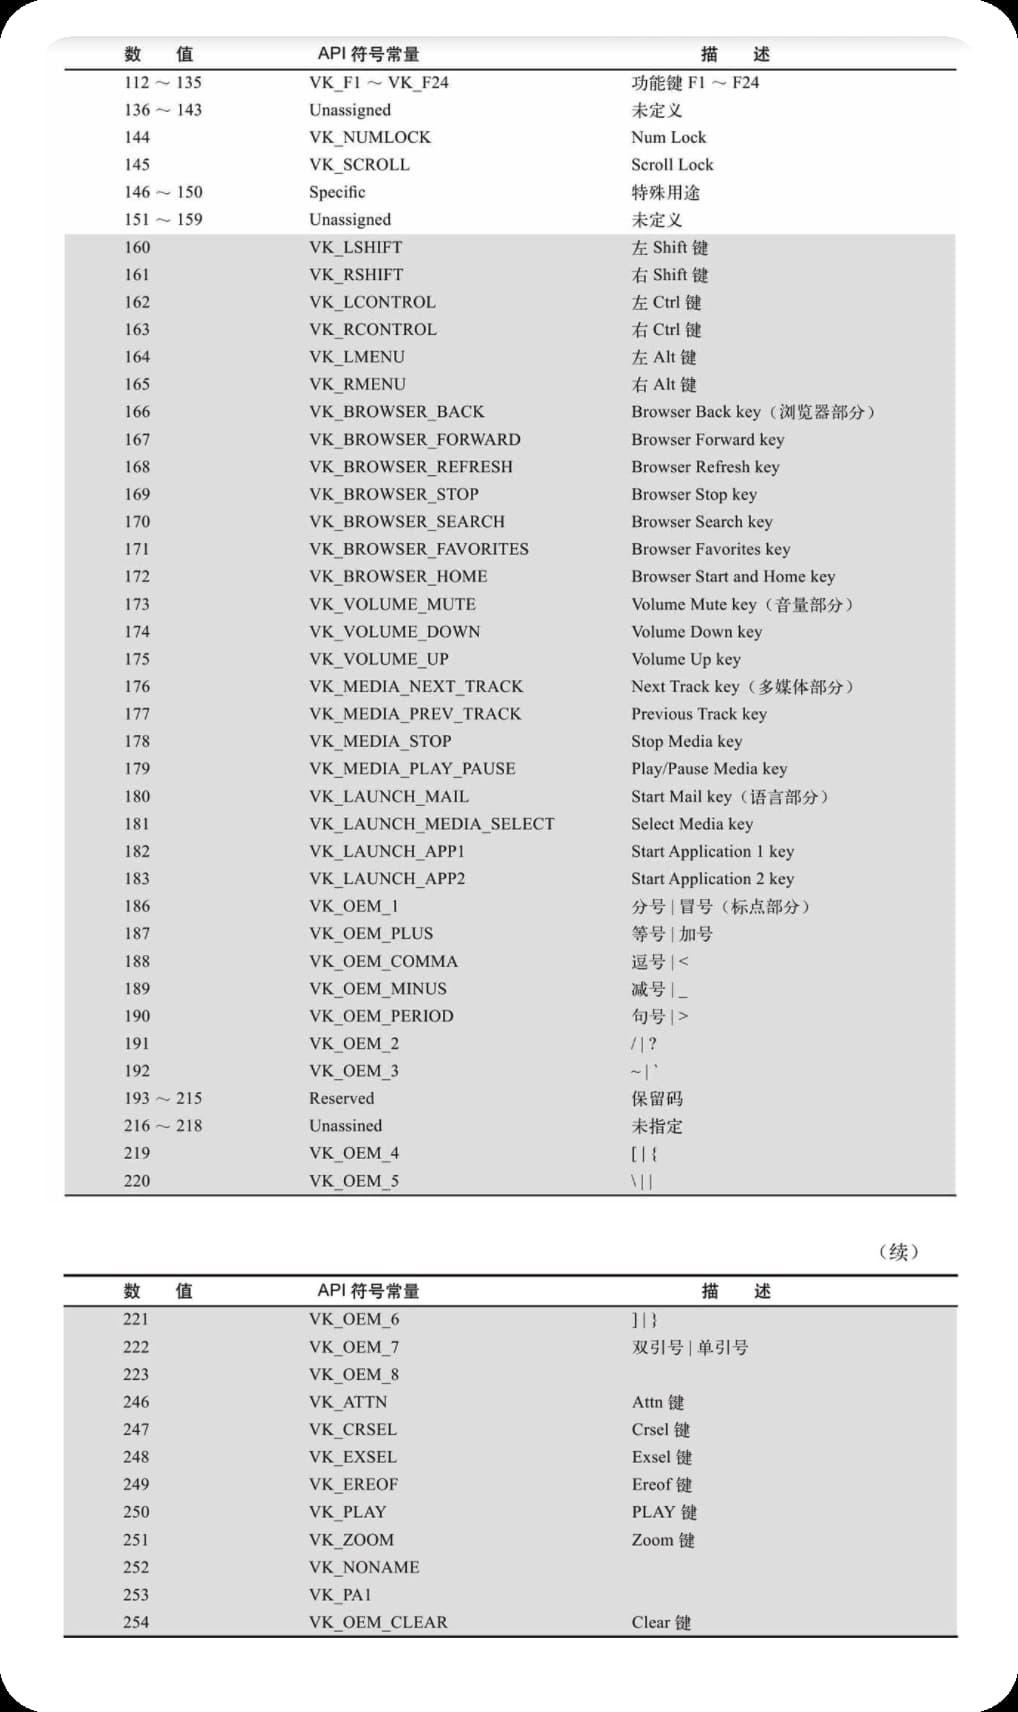 数 值 API 符号常量 描 述
112 ～ 135 VK_F1 ～ VK_F24 功能键 F1 ～ F24
136 ～ 143 Unassigned 未定义
144 VK_NUMLOCK Num Lock
145 VK_SCROLL Scroll Lock
146 ～ 150 Specific 特殊用途
151 ～ 159 Unassigned 未定义
160 VK_LSHIFT 左 Shift 键
161 VK_RSHIFT 右 Shift 键
162 VK_LCONTROL 左 Ctrl 键
163 VK_RCONTROL 右 Ctrl 键
164 VK_LMENU 左 Alt 键
165 VK_RMENU 右 Alt 键
166 VK_BROWSER_BACK Browser Back key（浏览器部分）
167 VK_BROWSER_FORWARD Browser Forward key
168 VK_BROWSER_REFRESH Browser Refresh key
169 VK_BROWSER_STOP Browser Stop key
170 VK_BROWSER_SEARCH Browser Search key
171 VK_BROWSER_FAVORITES Browser Favorites key
172 VK_BROWSER_HOME Browser Start and Home key
173 VK_VOLUME_MUTE Volume Mute key（音量部分）
174 VK_VOLUME_DOWN Volume Down key
175 VK_VOLUME_UP Volume Up key
176 VK_MEDIA_NEXT_TRACK Next Track key（多媒体部分）
177 VK_MEDIA_PREV_TRACK Previous Track key
178 VK_MEDIA_STOP Stop Media key
179 VK_MEDIA_PLAY_PAUSE Play/Pause Media key
180 VK_LAUNCH_MAIL Start Mail key（语言部分）
181 VK_LAUNCH_MEDIA_SELECT Select Media key
182 VK_LAUNCH_APP1 Start Application 1 key
183 VK_LAUNCH_APP2 Start Application 2 key
186 VK_OEM_1 分号 | 冒号（标点部分）
187 VK_OEM_PLUS 等号 | 加号
188 VK_OEM_COMMA 逗号 | <
189 VK_OEM_MINUS 减号 | _
190 VK_OEM_PERIOD 句号 | >
191 VK_OEM_2 / | ?
192 VK_OEM_3 ~ | `
193 ～ 215 Reserved 保留码
216 ～ 218 Unassined 未指定
219 VK_OEM_4 [ | {
220 VK_OEM_5 \ | |
（续）
数 值 API 符号常量 描 述
221 VK_OEM_6 ] | }
222 VK_OEM_7 双引号 | 单引号
223 VK_OEM_8
246 VK_ATTN Attn 键
247 VK_CRSEL Crsel 键
248 VK_EXSEL Exsel 键
249 VK_EREOF Ereof 键
250 VK_PLAY PLAY 键
251 VK_ZOOM Zoom 键
252 VK_NONAME
253 VK_PA1
254 VK_OEM_CLEAR Clear 键